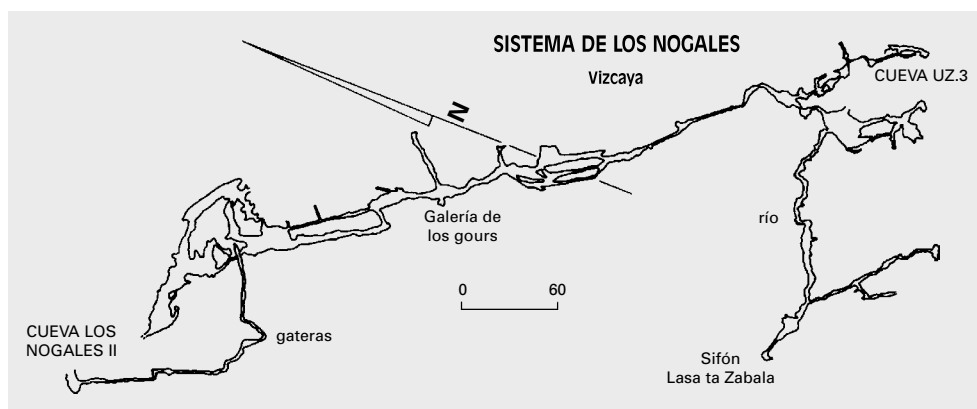 SISTEMA DE LOS NOGALES
Vizcaya
CUEVA UZ.3
N
Galería de
los gours
río
0 60
CUEVA LOS
NOGALES II
gateras
Sifón
Lasa ta Zabala